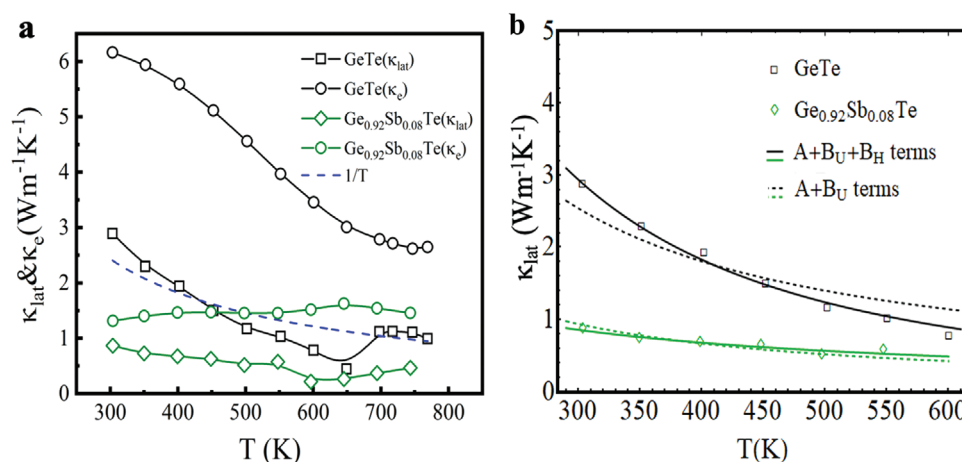 a
κlat&κe(Wm-1K-1)
6
5
4
3
2
1
0
GeTe(κlat)
GeTe(κe)
Ge0.92Sb0.08Te(κlat)
Ge0.92Sb0.08Te(κe)
1/T
300 400 500 600 700 800
T (K)
b
κlat (Wm-1K-1)
5
4
3
2
1
0
GeTe
Ge0.92Sb0.08Te
A+BU+BH terms
A+BU terms
300 350 400 450 500 550 600
T(K)